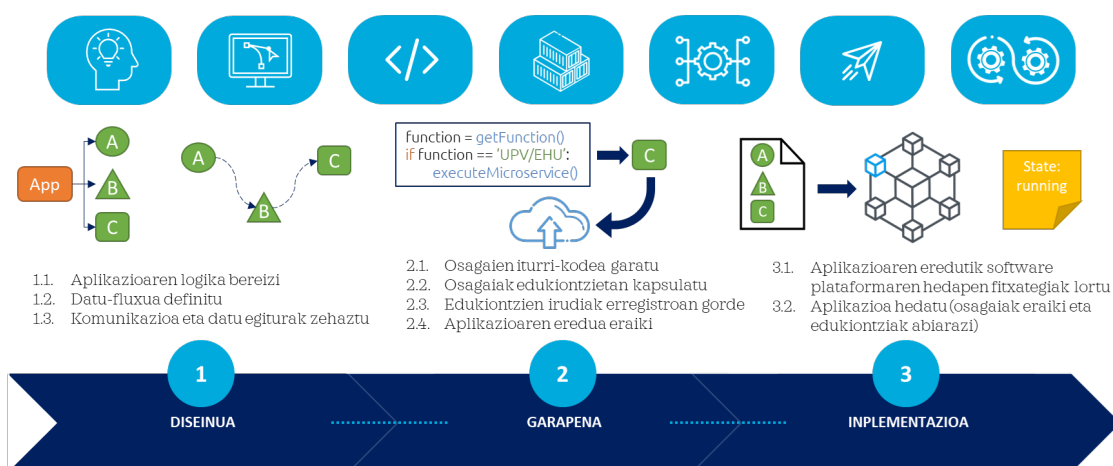 </>
App
A
B
C
A
B
C
function = getFunction()
if function == 'UPV/EHU':
executeMicroservice()
C
A
B
C
State:
running
1.1. Aplikazioaren logika bereizi
1.2. Datu-fluxua definitu
1.3. Komunikazioa eta datu egiturak zehaztu
2.1. Osagaien iturri-kodea garatu
2.2. Osagaiak edukiontzietan kapsulatu
2.3. Edukiontzien irudiak erregistroan gorde
2.4. Aplikazioaren eredua eraiki
3.1. Aplikazioaren eredutik software
plataformaren hedapen fitxategiak lortu
3.2. Aplikazioa hedatu (osagaiak eraiki eta
edukiontziak abiarazi)
1
DISEINUA
2
GARAPENA
3
INPLEMENTAZIOA